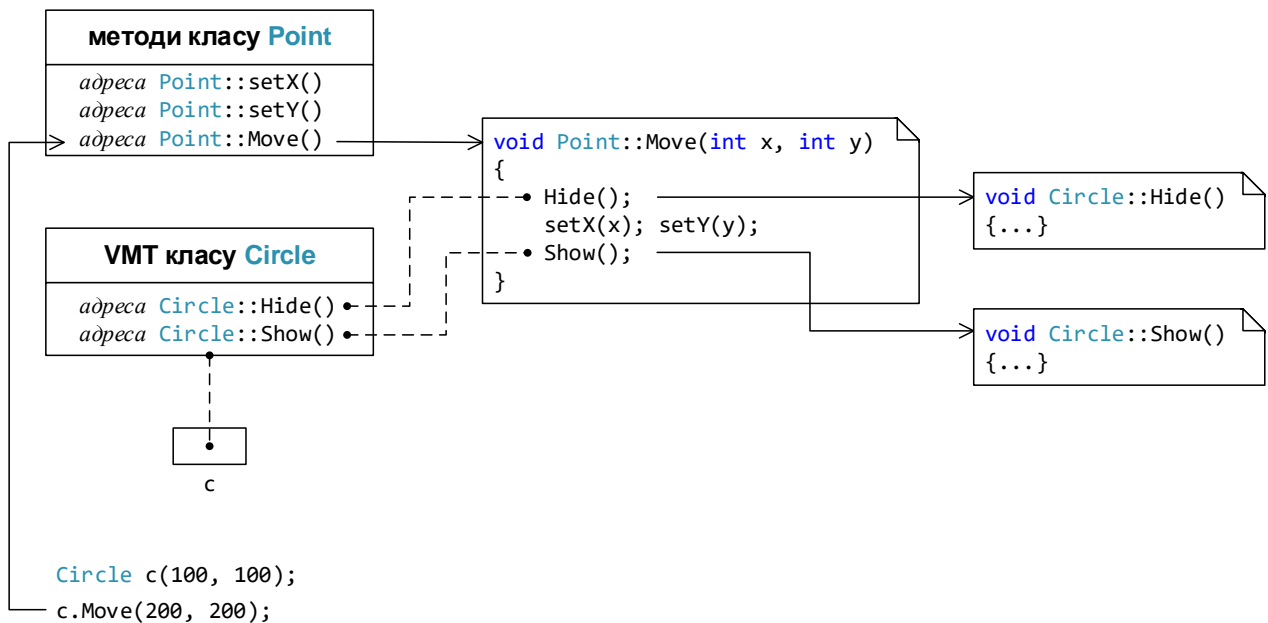 методи класу Point
адреса Point::setX()
адреса Point::setY()
адреса Point::Move()
void Point::Move(int x, int y)
{
Hide();
setX(x); setY(y);
Show();
}
void Circle::Hide()
{...}
VMT класу Circle
адреса Circle::Hide()
адреса Circle::Show()
void Circle::Show()
{...}
c
Circle c(100, 100);
c.Move(200, 200);